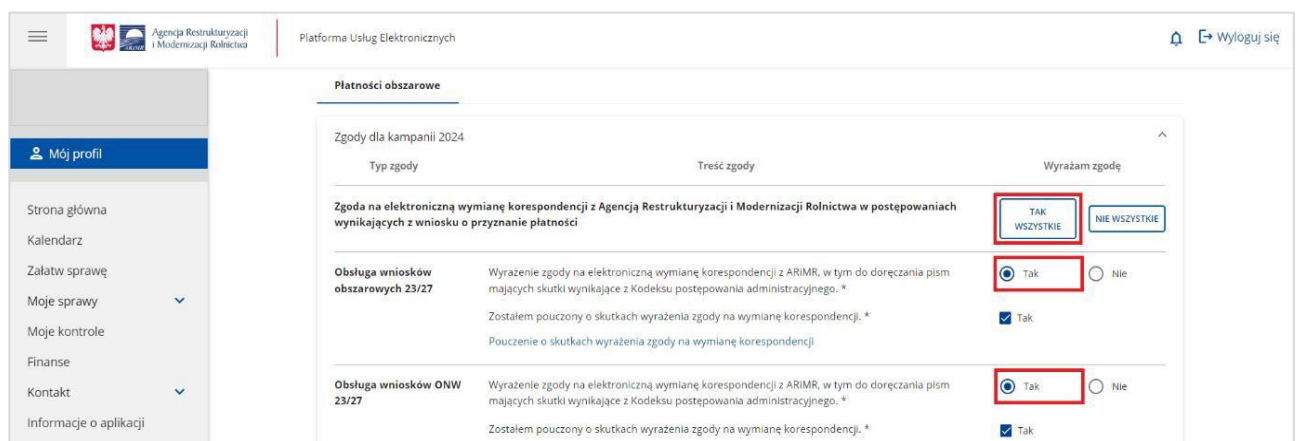 ARiMR
Agencja Restrukturyzacji
i Modernizacji Rolnictwa
Platforma Usług Elektronicznych
Wyloguj się
Mój profil
Strona główna
Kalendarz
Załatw sprawę
Moje sprawy
Moje kontrole
Finanse
Kontakt
Informacje o aplikacji
Płatności obszarowe
Zgody dla kampanii 2024
Typ zgody
Treść zgody
Wyrażam zgodę
Zgoda na elektroniczną wymianę korespondencji z Agencją Restrukturyzacji i Modernizacji Rolnictwa w postępowaniach
wynikających z wniosku o przyznanie płatności
TAK
WSZYSTKIE
NIE WSZYSTKIE
Obsługa wniosków
obszarowych 23/27
Wyrażenie zgody na elektroniczną wymianę korespondencji z ARiMR, w tym do doręczania pism
mających skutki wynikające z Kodeksu postępowania administracyjnego. *
Tak
Nie
Zostałem pouczony o skutkach wyrażenia zgody na wymianę korespondencji. *
Tak
Pouczenie o skutkach wyrażenia zgody na wymianę korespondencji
Obsługa wniosków ONW
23/27
Wyrażenie zgody na elektroniczną wymianę korespondencji z ARiMR, w tym do doręczania pism
mających skutki wynikające z Kodeksu postępowania administracyjnego. *
Tak
Nie
Zostałem pouczony o skutkach wyrażenia zgody na wymianę korespondencji. *
Tak